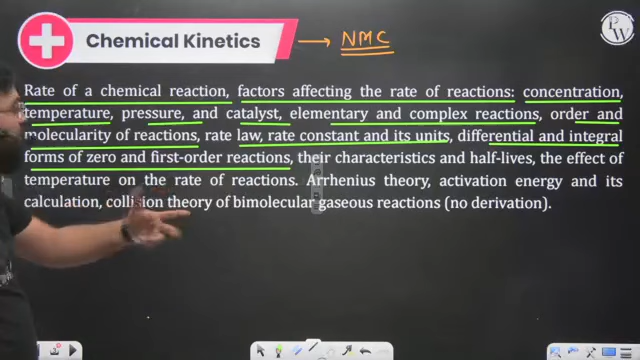 Chemical Kinetics → NMC
PW
Rate of a chemical reaction, factors affecting the rate of reactions: concentration,
temperature, pressure, and catalyst, elementary and complex reactions, order and
molecularity of reactions, rate law, rate constant and its units, differential and integral
forms of zero and first-order reactions, their characteristics and half-lives, the effect of
temperature on the rate of reactions. Arrhenius theory, activation energy and its
calculation, collision theory of bimolecular gaseous reactions (no derivation).